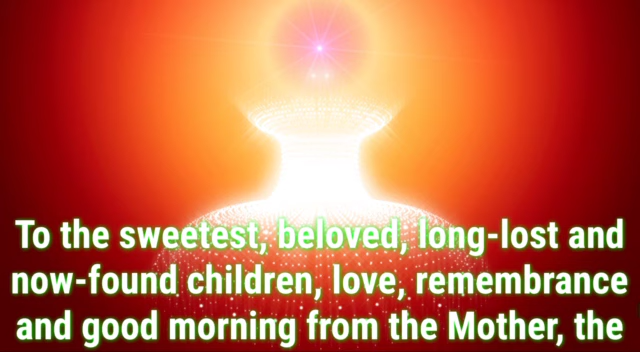 To the sweetest, beloved, long-lost and
now-found children, love, remembrance
and good morning from the Mother, the